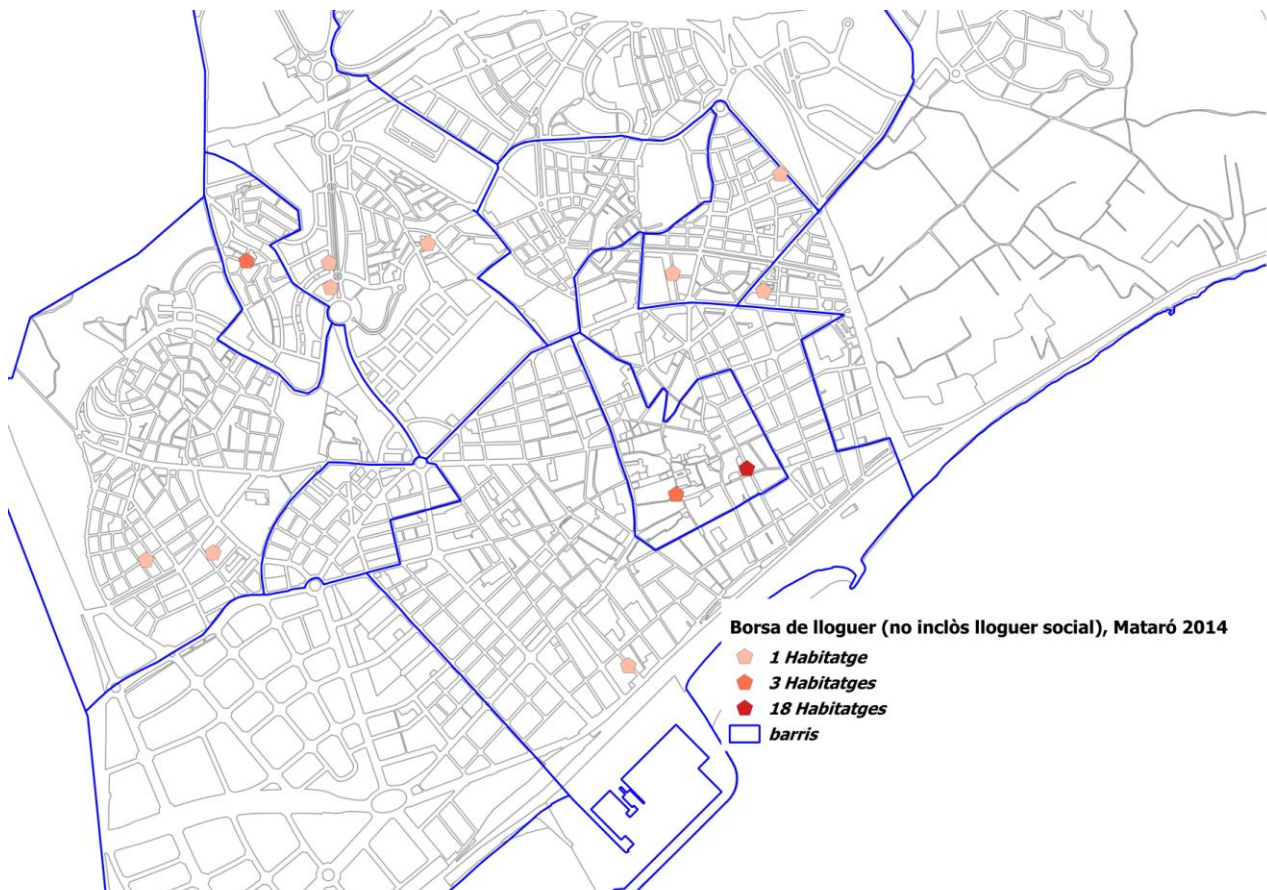 Borsa de lloguer (no inclòs lloguer social), Mataró 2014
1 Habitatge
3 Habitatges
18 Habitatges
barris